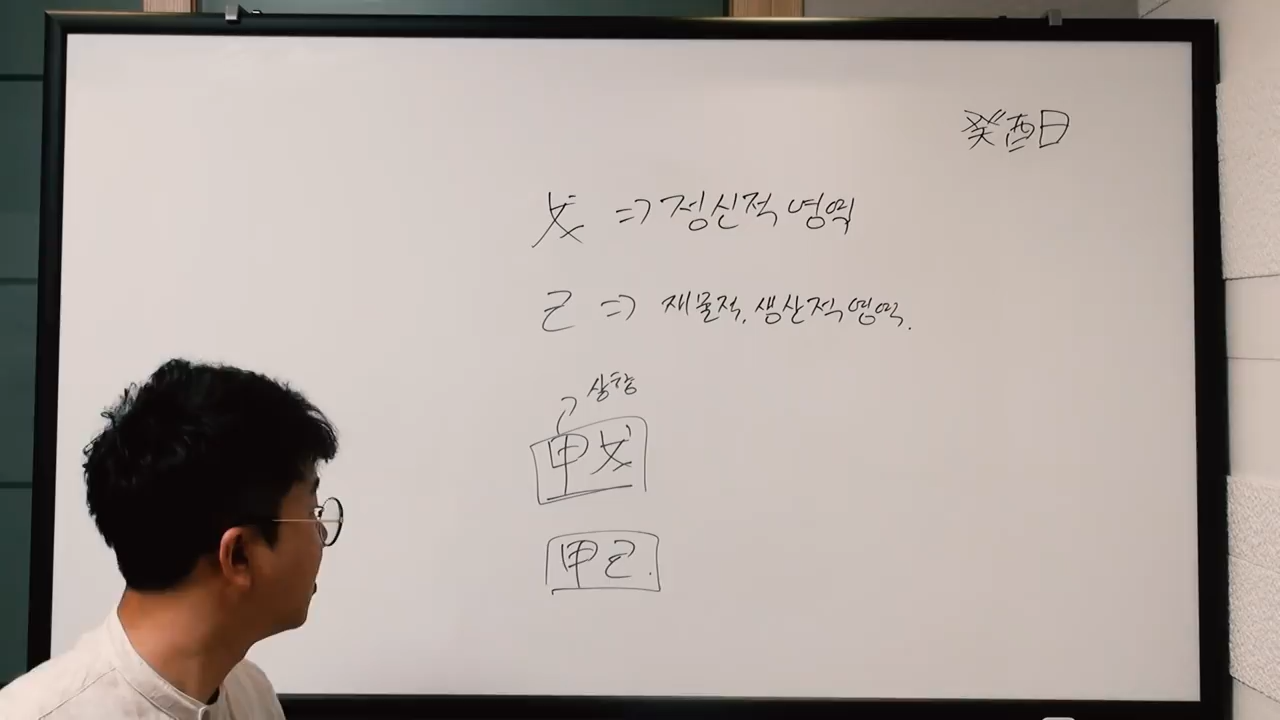 癸酉日
戊 => 정신적 영역
己 => 재물적, 생산적 영역.
상향
甲戊
甲己.